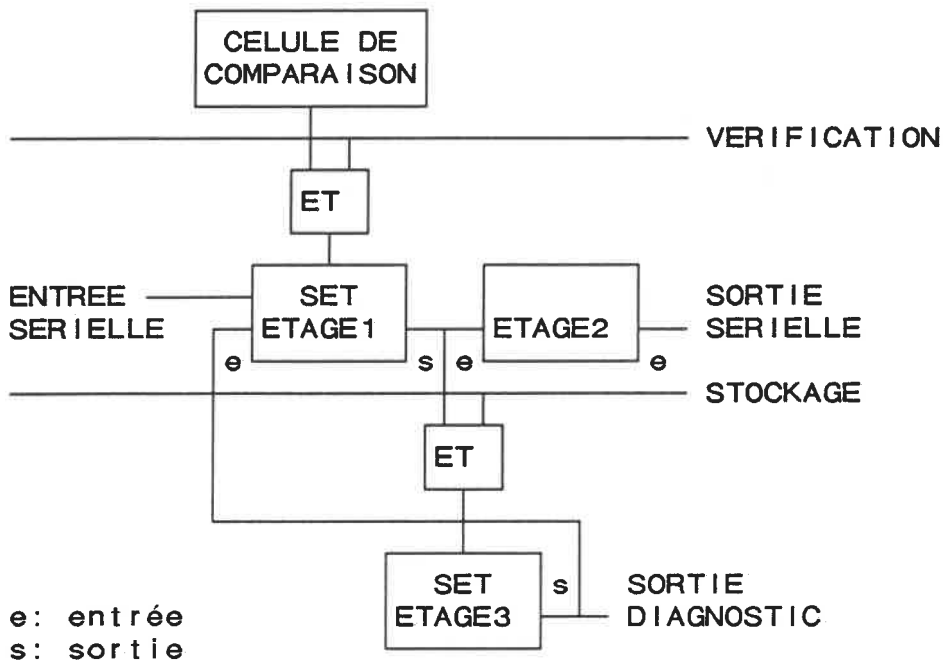 CELULE DE
COMPARAISON
VERIFICATION
ET
ENTREE
SERIELLE
SET
ETAGE1
ETAGE2
SORTIE
SERIELLE
e
s
e
e
STOCKAGE
ET
SET
ETAGE3
s
SORTIE
DIAGNOSTIC
e: entrée
s: sortie